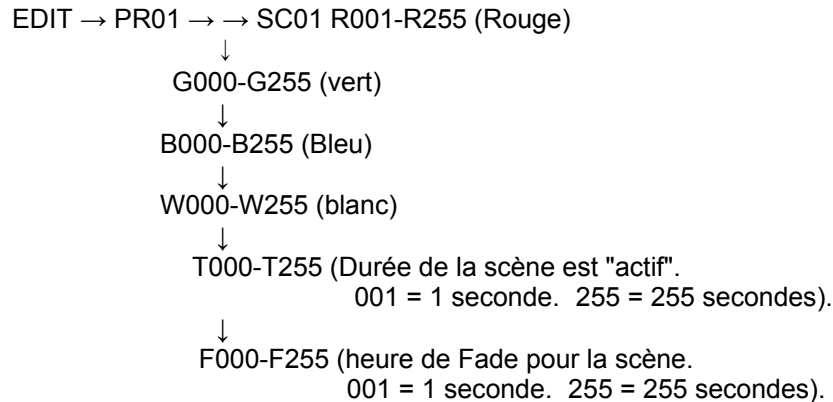 EDIT → PR01 → → SC01 R001-R255 (Rouge)
↓
G000-G255 (vert)
↓
B000-B255 (Bleu)
↓
W000-W255 (blanc)
↓
T000-T255 (Durée de la scène est "actif".
001 = 1 seconde. 255 = 255 secondes).
↓
F000-F255 (heure de Fade pour la scène.
001 = 1 seconde. 255 = 255 secondes).